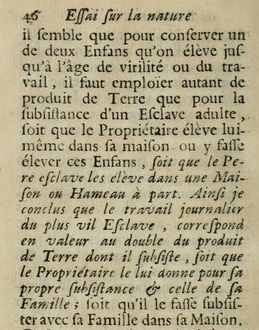 46 Essai sur la nature
il semble que pour conserver un
de deux Enfans qu'on élève jus-
qu'à l'âge de virilité ou du tra-
vail, il faut emploïer autant de
produit de Terre que pour la
subsistance d'un Esclave adulte,
soit que le Propriétaire élève lui-
même dans sa maison ou y fasse
élever ces Enfans, soit que le Pe-
re esclave les élève dans une Mai-
son ou Hameau à part. Ainsi je
conclus que le travail journalier
du plus vil Esclave, correspond
en valeur au double du produit
de Terre dont il subsiste, soit que
le Propriétaire le lui donne pour sa
propre subsistance & celle de sa
Famille; soit qu'il le fasse subsis-
ter avec sa Famille dans sa Maison.